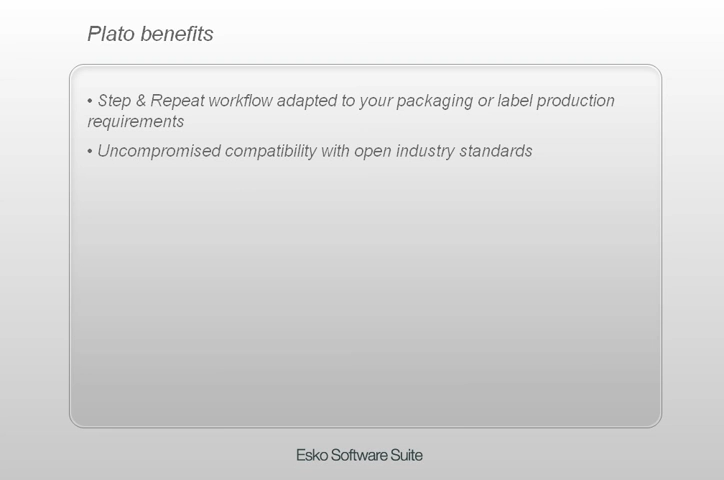 Plato benefits
• Step & Repeat workflow adapted to your packaging or label production
requirements
• Uncompromised compatibility with open industry standards
Esko Software Suite